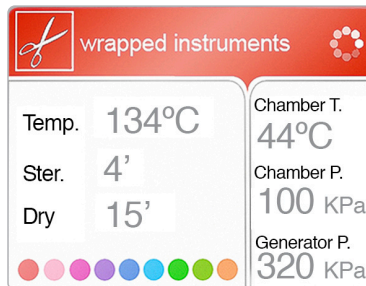 wrapped instruments
Temp. 134ºC
Ster. 4’
Dry 15’
Chamber T.
44ºC
Chamber P.
100 KPa
Generator P.
320 KPa